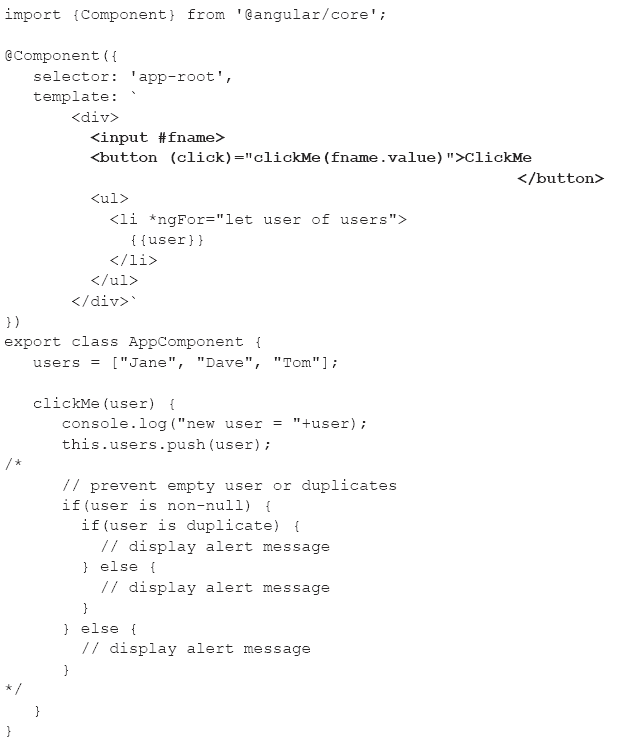 import {Component} from '@angular/core';

@Component({
   selector: 'app-root',
   template: `
       <div>
         <input #fname>
         <button (click)="clickMe(fname.value)">ClickMe
                                                      </button>
         <ul>
           <li *ngFor="let user of users">
             {{user}}
           </li>
         </ul>
       </div>`
})
export class AppComponent {
   users = ["Jane", "Dave", "Tom"];

   clickMe(user) {
      console.log("new user = "+user);
      this.users.push(user);
/*
      // prevent empty user or duplicates
      if(user is non-null) {
        if(user is duplicate) {
          // display alert message
        } else {
          // display alert message
        }
      } else {
        // display alert message
      }
*/
   }
}